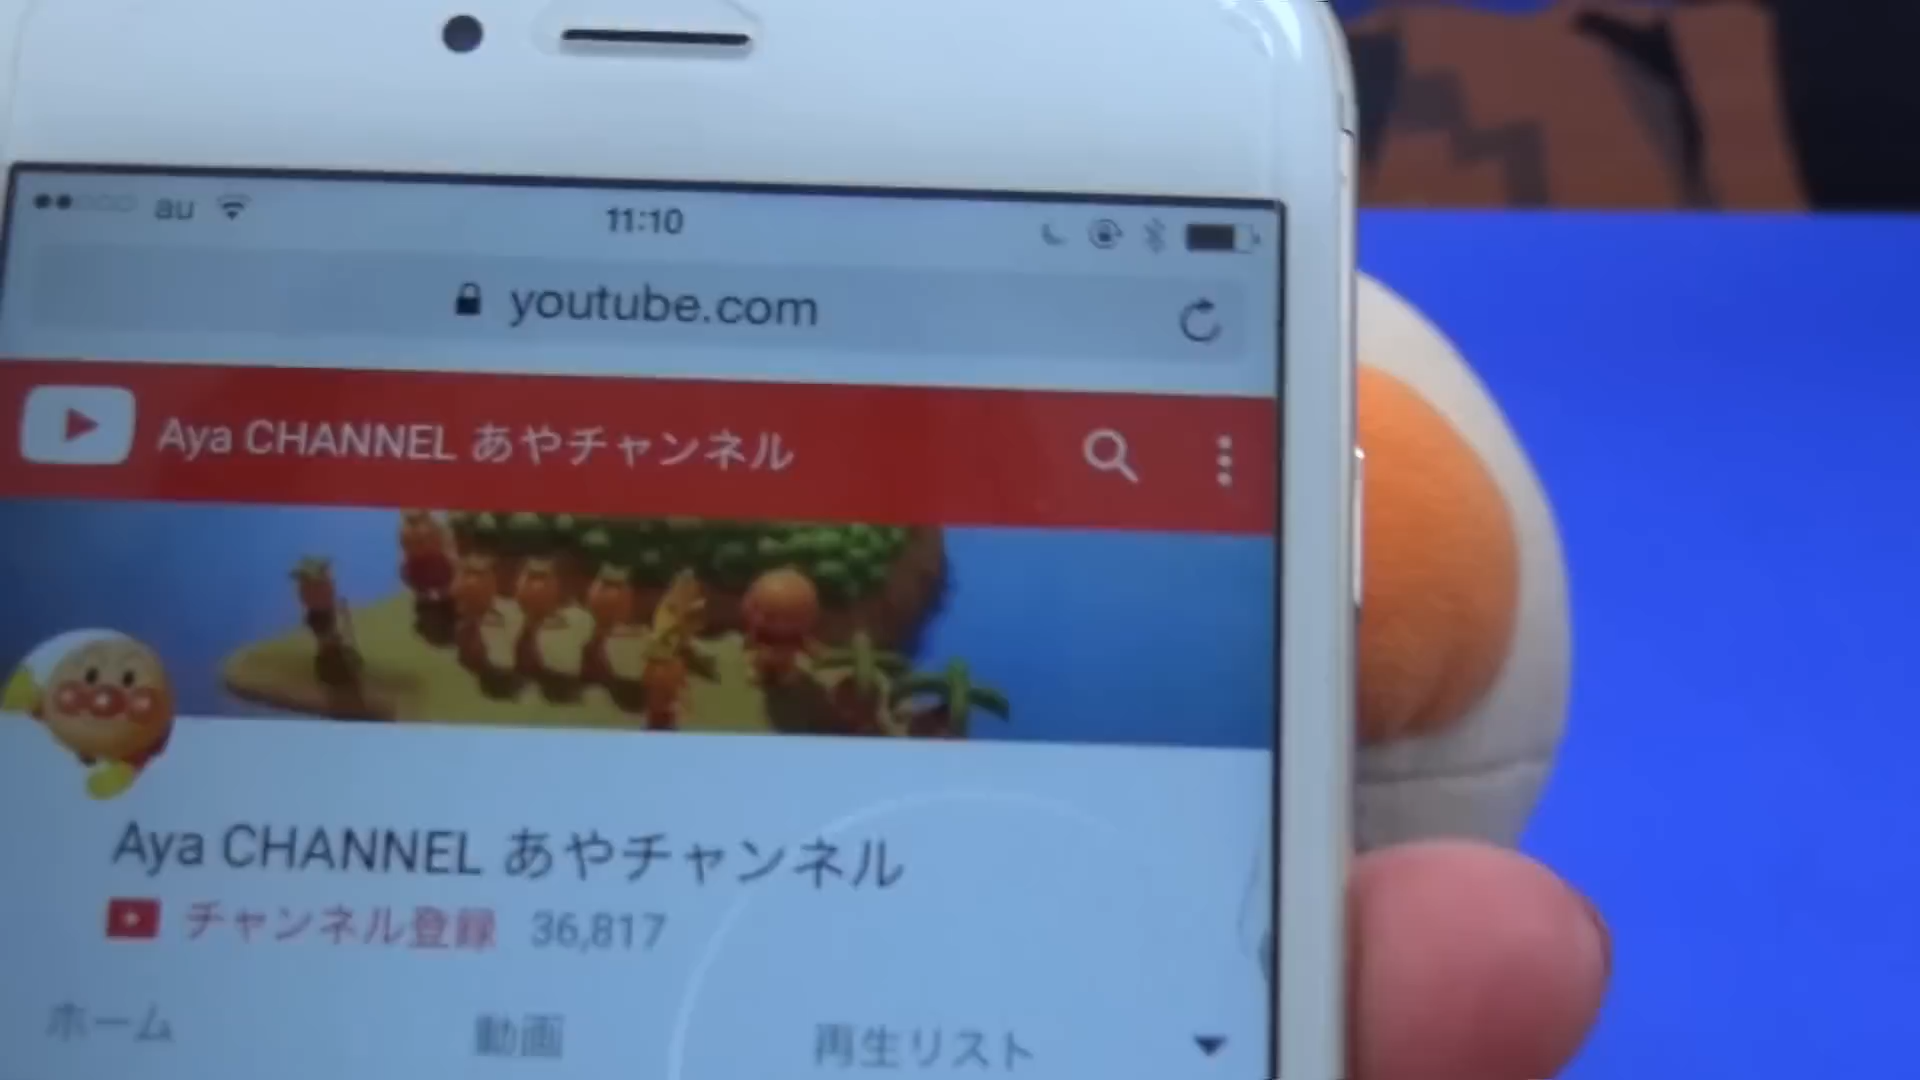 au
11:10
youtube.com
Aya CHANNEL あやチャンネル
Aya CHANNEL あやチャンネル
チャンネル登録 36,817
ホーム 動画 再生リスト